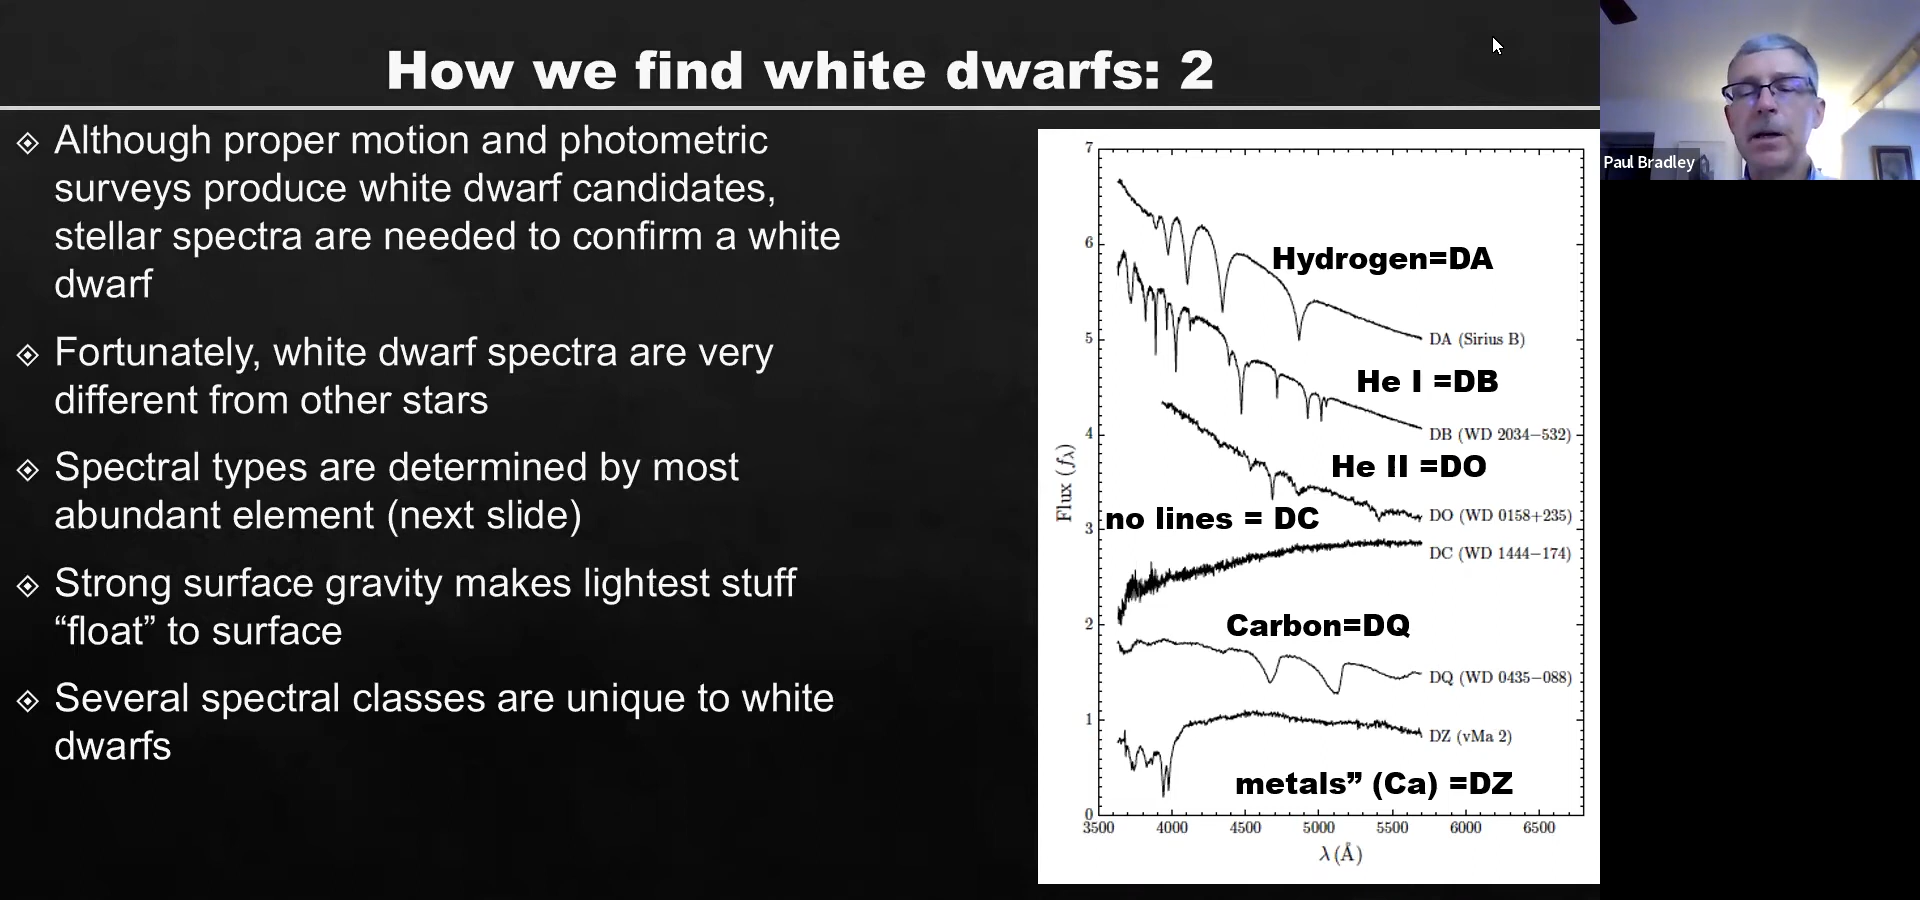 How we find white dwarfs: 2
Although proper motion and photometric
surveys produce white dwarf candidates,
stellar spectra are needed to confirm a white
dwarf
Fortunately, white dwarf spectra are very
different from other stars
Spectral types are determined by most
abundant element (next slide)
Strong surface gravity makes lightest stuff
“float” to surface
Several spectral classes are unique to white
dwarfs
7
6
5
4
3
2
1
0
Flux (fλ)
Hydrogen=DA
DA (Sirius B)
He I =DB
DB (WD 2034−532)
He II =DO
DO (WD 0158+235)
no lines = DC
DC (WD 1444−174)
Carbon=DQ
DQ (WD 0435−088)
DZ (vMa 2)
metals” (Ca) =DZ
3500 4000 4500 5000 5500 6000 6500
λ (Å)
Paul Bradley